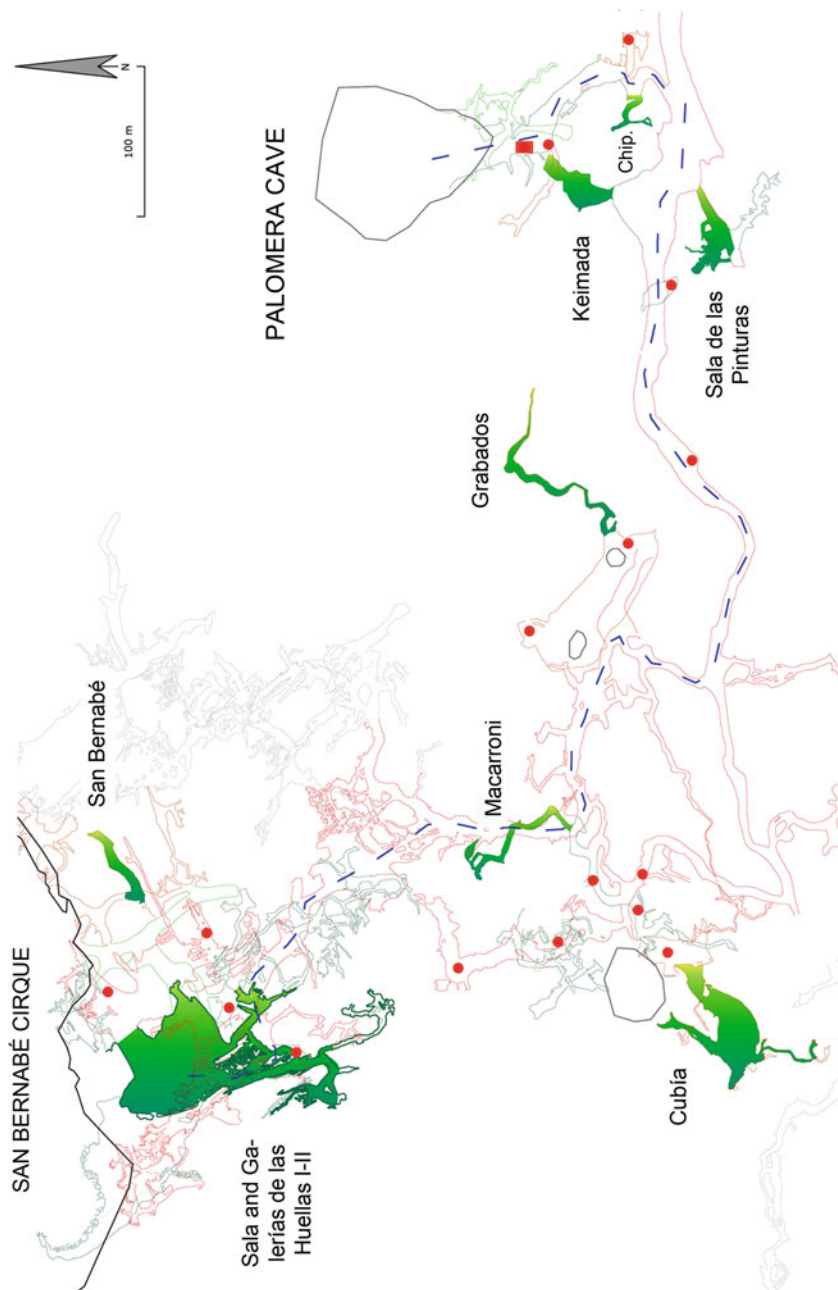 SAN BERNABÉ CIRQUE
San Bernabé
Sala and Ga-
lerías de las
Huellas I-II
Macarroni
Cubía
Grabados
PALOMERA CAVE
Keimada
Chip.
Sala de las
Pinturas
N
100 m